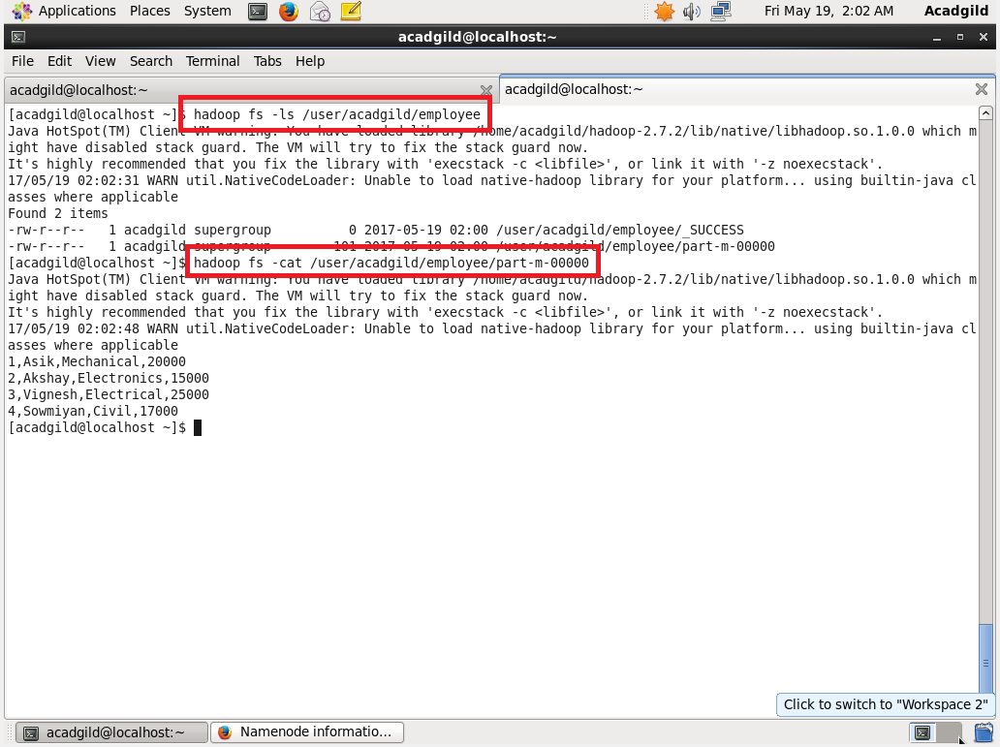 Applications Places System Fri May 19, 2:02 AM Acadgild
acadgild@localhost:~
File Edit View Search Terminal Tabs Help
acadgild@localhost:~ acadgild@localhost:~
[acadgild@localhost ~]$ hadoop fs -ls /user/acadgild/employee
Java HotSpot(TM) Client VM warning: You have loaded library /home/acadgild/hadoop-2.7.2/lib/native/libhadoop.so.1.0.0 which m
ight have disabled stack guard. The VM will try to fix the stack guard now.
It's highly recommended that you fix the library with 'execstack -c <libfile>', or link it with '-z noexecstack'.
17/05/19 02:02:31 WARN util.NativeCodeLoader: Unable to load native-hadoop library for your platform... using builtin-java cl
asses where applicable
Found 2 items
-rw-r--r-- 1 acadgild supergroup 0 2017-05-19 02:00 /user/acadgild/employee/_SUCCESS
-rw-r--r-- 1 acadgild supergroup 101 2017-05-19 02:00 /user/acadgild/employee/part-m-00000
[acadgild@localhost ~]$ hadoop fs -cat /user/acadgild/employee/part-m-00000
Java HotSpot(TM) Client VM warning: You have loaded library /home/acadgild/hadoop-2.7.2/lib/native/libhadoop.so.1.0.0 which m
ight have disabled stack guard. The VM will try to fix the stack guard now.
It's highly recommended that you fix the library with 'execstack -c <libfile>', or link it with '-z noexecstack'.
17/05/19 02:02:48 WARN util.NativeCodeLoader: Unable to load native-hadoop library for your platform... using builtin-java cl
asses where applicable
1,Asik,Mechanical,20000
2,Akshay,Electronics,15000
3,Vignesh,Electrical,25000
4,Sowmiyan,Civil,17000
[acadgild@localhost ~]$
Click to switch to "Workspace 2"
acadgild@localhost:~ Namenode informatio...